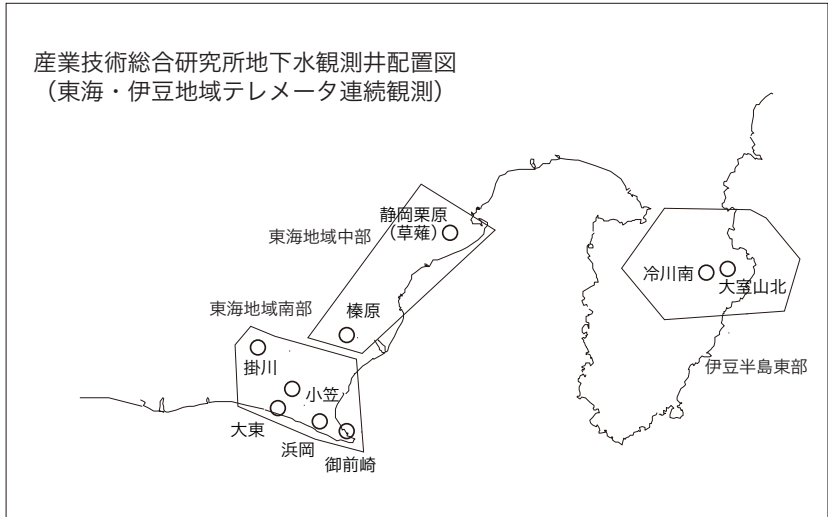 産業技術総合研究所地下水観測井配置図
（東海・伊豆地域テレメータ連続観測）
静岡栗原
（草薙）
東海地域中部
冷川南
大室山北
榛原
東海地域南部
掛川
伊豆半島東部
小笠
大東
浜岡
御前崎